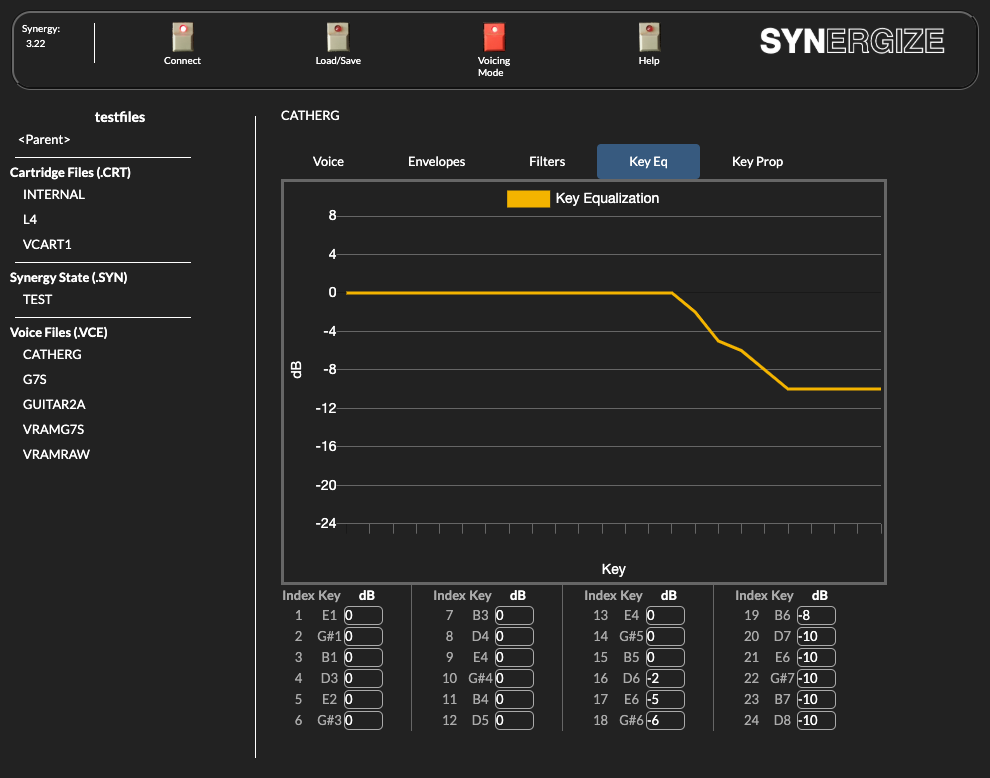 Synergy:
3.22
Connect
Load/Save
Voicing
Mode
Help
SYNERGIZE
testfiles
<Parent>
Cartridge Files (.CRT)
INTERNAL
L4
VCART1
Synergy State (.SYN)
TEST
Voice Files (.VCE)
CATHERG
G7S
GUITAR2A
VRAMG7S
VRAMRAW
CATHERG
Voice Envelopes Filters Key Eq Key Prop
Key Equalization
8
4
0
-4
-8
-12
-16
-20
-24
dB
Key
Index Key dB Index Key dB Index Key dB Index Key dB
1 E1 0 7 B3 0 13 E4 0 19 B6 -8
2 G#1 0 8 D4 0 14 G#5 0 20 D7 -10
3 B1 0 9 E4 0 15 B5 0 21 E6 -10
4 D3 0 10 G#4 0 16 D6 -2 22 G#7 -10
5 E2 0 11 B4 0 17 E6 -5 23 B7 -10
6 G#3 0 12 D5 0 18 G#6 -6 24 D8 -10